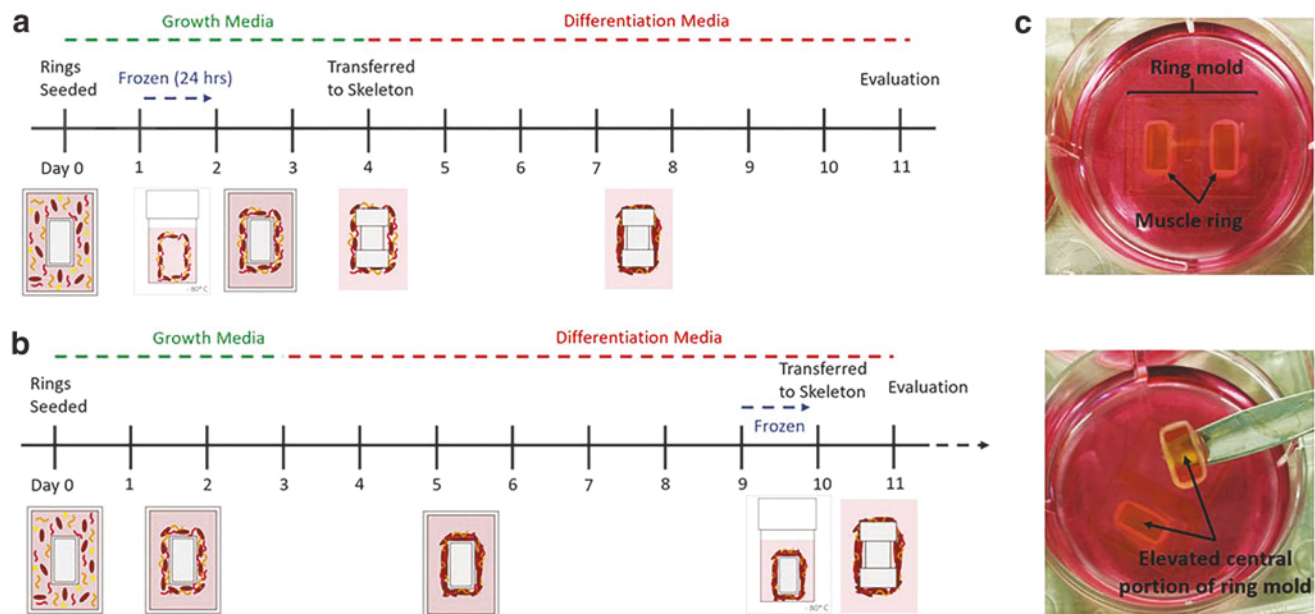 a
Growth Media
Differentiation Media
Rings
Seeded
Frozen (24 hrs)
Transferred
to Skeleton
Evaluation
Day 0
1
2
3
4
5
6
7
8
9
10
11
- 80° C
b
Growth Media
Differentiation Media
Rings
Seeded
Transferred
to Skeleton
Evaluation
Frozen
Day 0
1
2
3
4
5
6
7
8
9
10
11
- 80° C
c
Ring mold
Muscle ring
Elevated central
portion of ring mold